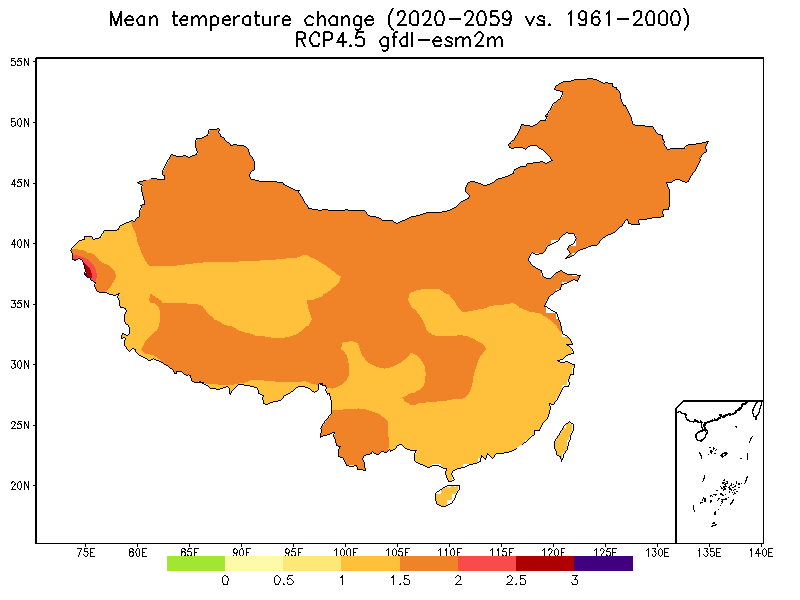 Mean temperature change (2020-2059 vs. 1961-2000)
RCP4.5 gfdl-esm2m
55N
50N
45N
40N
35N
30N
25N
20N
75E 80E 85E 90E 95E 100E 105E 110E 115E 120E 125E 130E 135E 140E
0 0.5 1 1.5 2 2.5 3